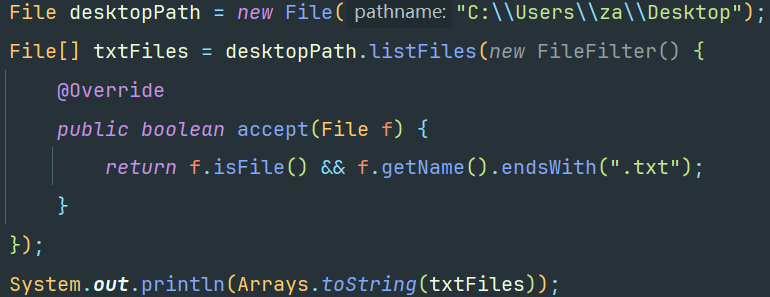 File desktopPath = new File( pathname: "C:\\Users\\za\\Desktop");
File[] txtFiles = desktopPath.listFiles(new FileFilter() {
    @Override
    public boolean accept(File f) {
        return f.isFile() && f.getName().endsWith(".txt");
    }
});
System.out.println(Arrays.toString(txtFiles));